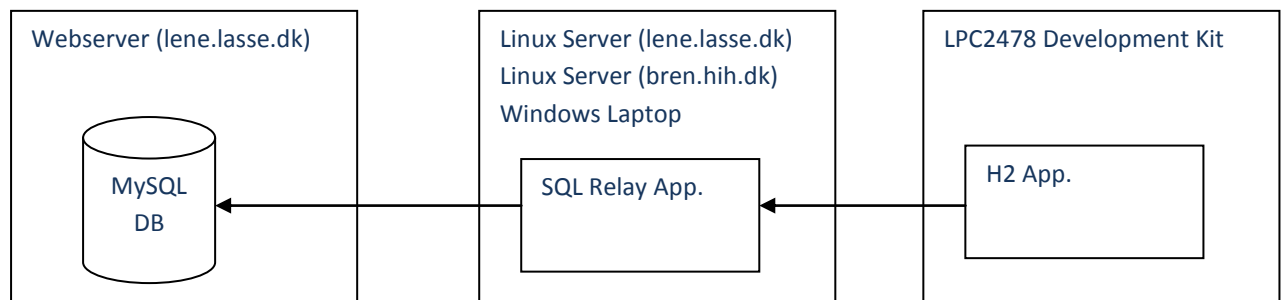 Webserver (lene.lasse.dk)
MySQL
DB
Linux Server (lene.lasse.dk)
Linux Server (bren.hih.dk)
Windows Laptop
SQL Relay App.
LPC2478 Development Kit
H2 App.